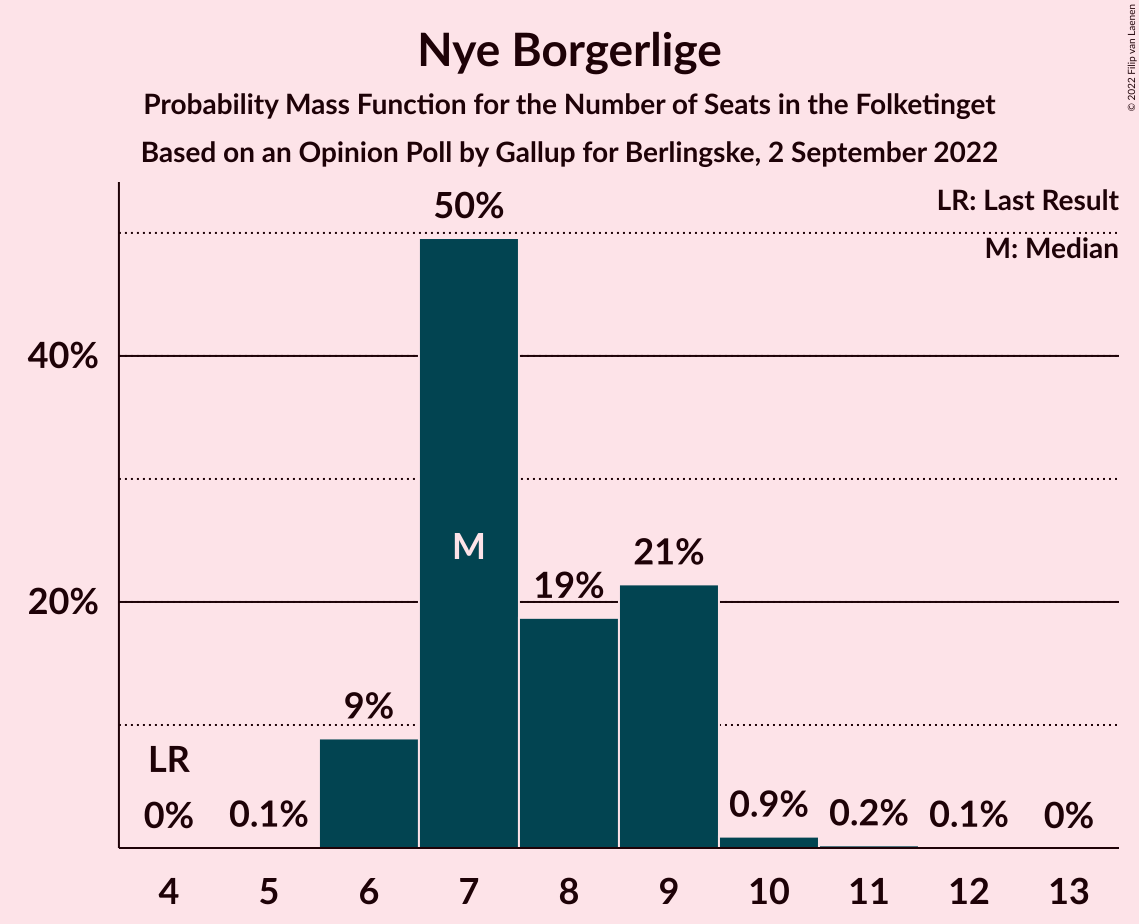 Nye Borgerlige
Probability Mass Function for the Number of Seats in the Folketinget
Based on an Opinion Poll by Gallup for Berlingske, 2 September 2022
© 2022 Filip van Laenen
LR: Last Result
M: Median
50%
40%
M
21%
19%
20%
9%
LR
0%
0.1%
0.9%
0.2%
0.1%
0%
4 5 6 7 8 9 10 11 12 13